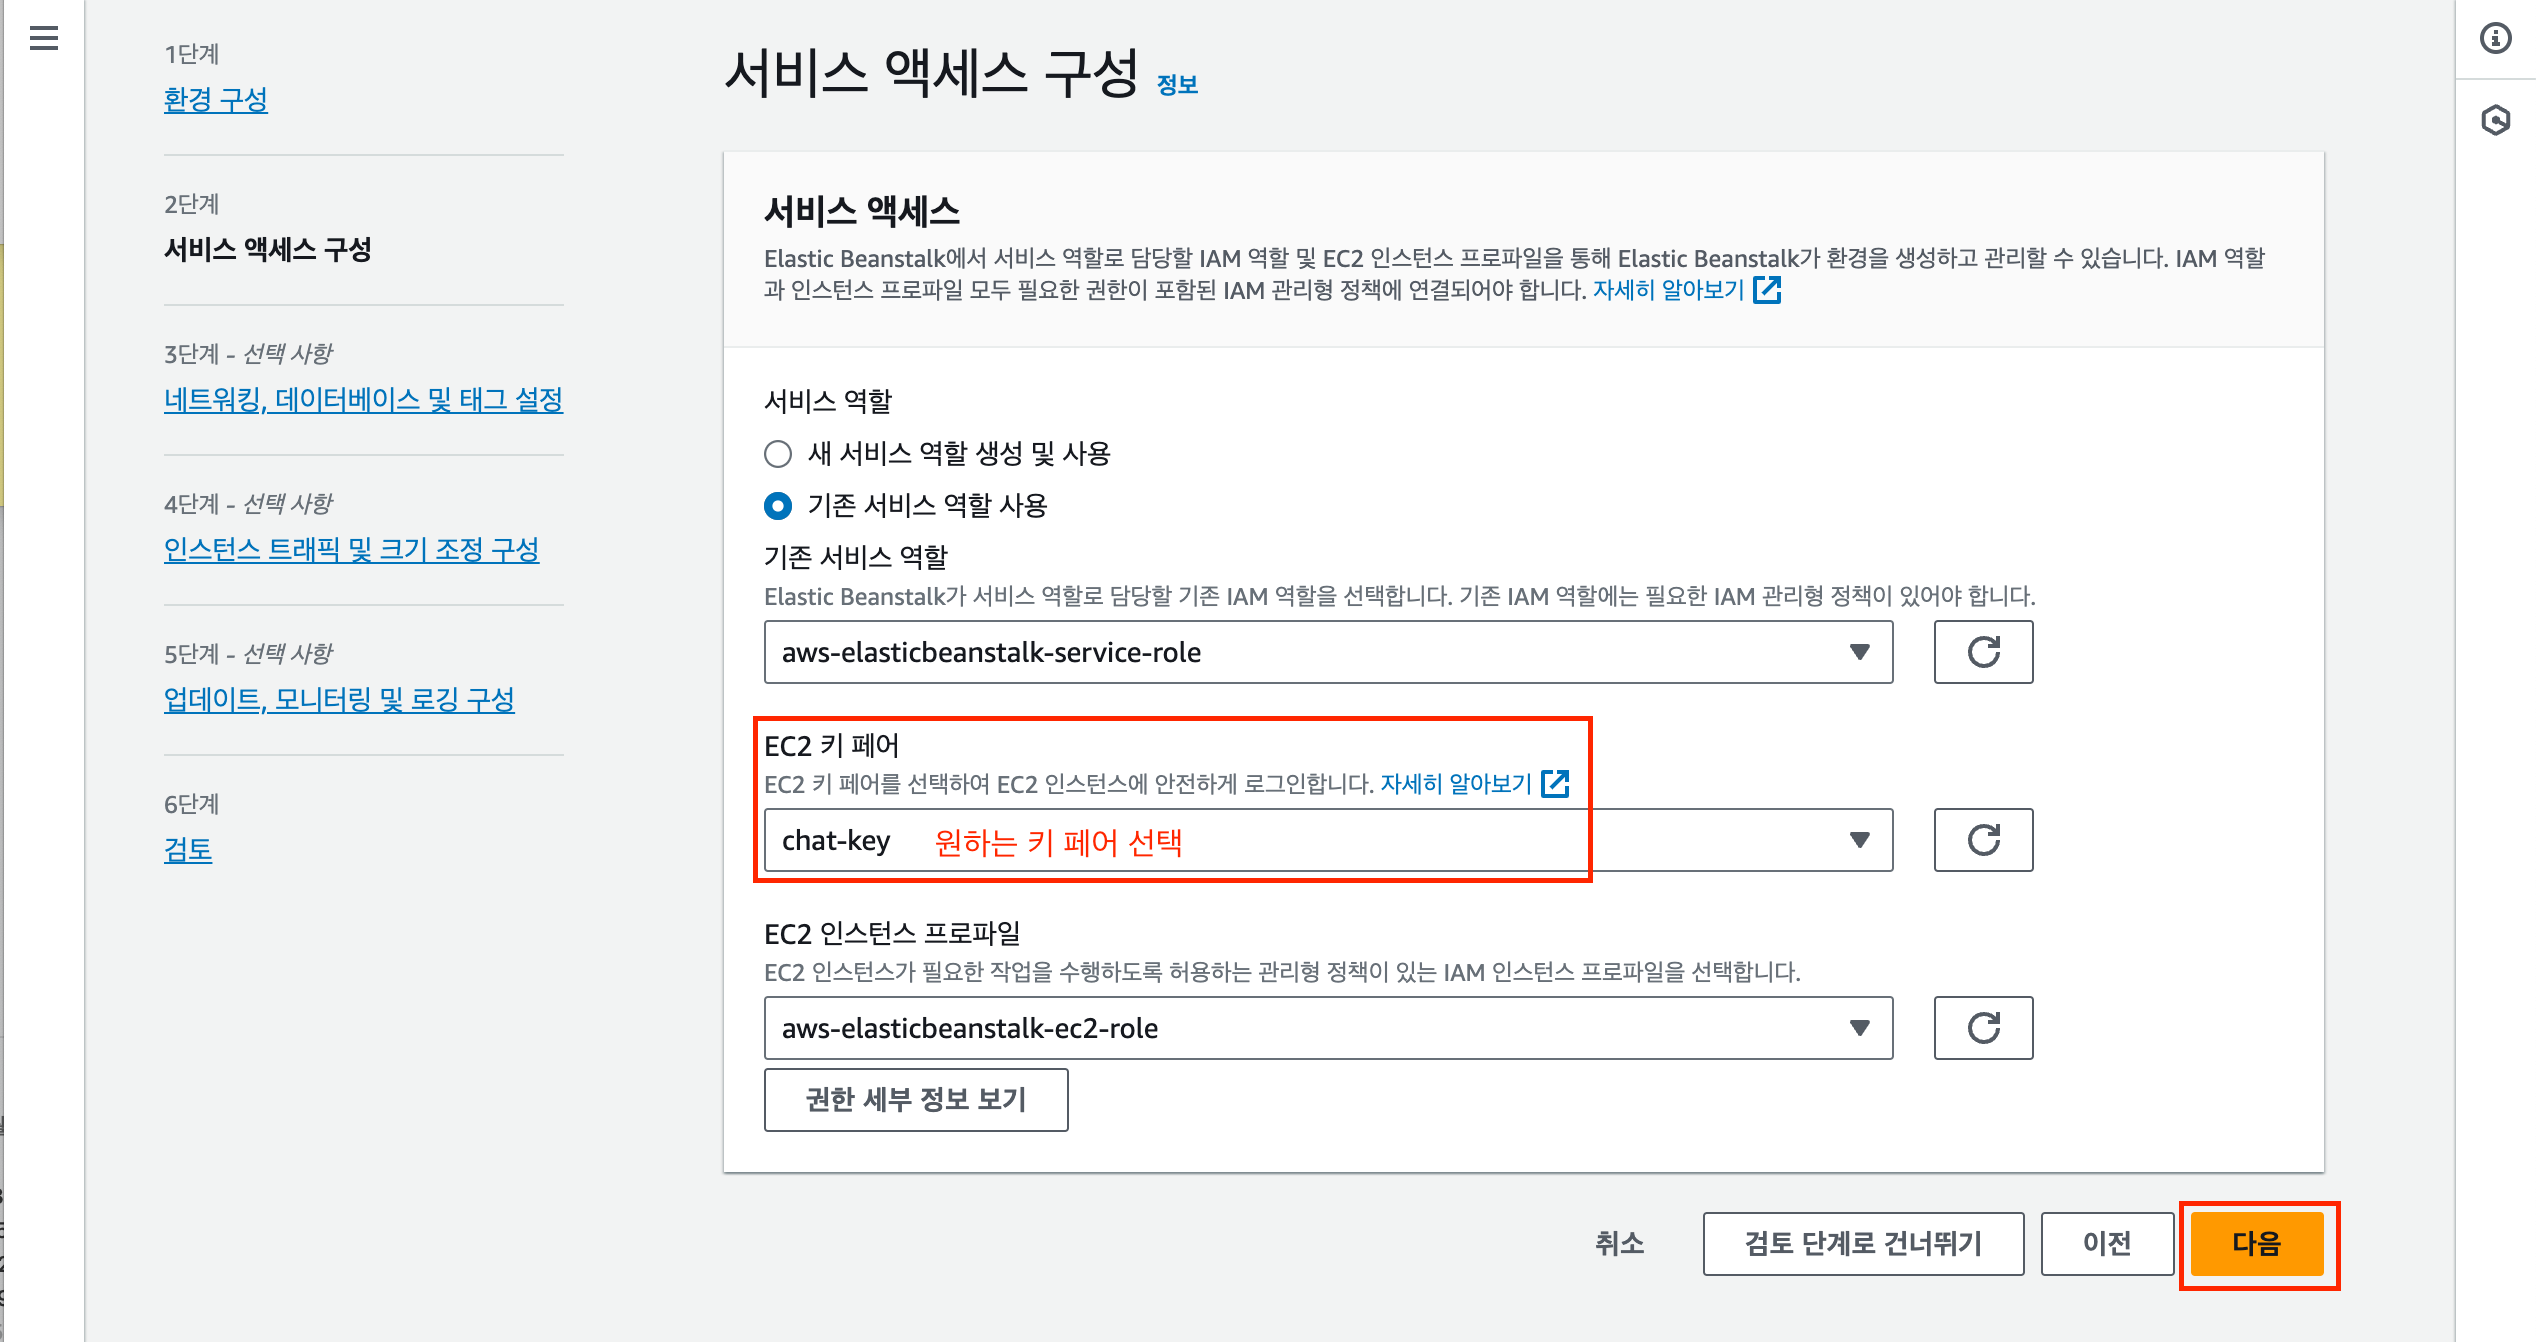 1단계
환경 구성
2단계
서비스 액세스 구성
3단계 - 선택 사항
네트워킹, 데이터베이스 및 태그 설정
4단계 - 선택 사항
인스턴스 트래픽 및 크기 조정 구성
5단계 - 선택 사항
업데이트, 모니터링 및 로깅 구성
6단계
검토
서비스 액세스 구성 정보
서비스 액세스
Elastic Beanstalk에서 서비스 역할로 담당할 IAM 역할 및 EC2 인스턴스 프로파일을 통해 Elastic Beanstalk가 환경을 생성하고 관리할 수 있습니다. IAM 역할
과 인스턴스 프로파일 모두 필요한 권한이 포함된 IAM 관리형 정책에 연결되어야 합니다. 자세히 알아보기
서비스 역할
새 서비스 역할 생성 및 사용
기존 서비스 역할 사용
기존 서비스 역할
Elastic Beanstalk가 서비스 역할로 담당할 기존 IAM 역할을 선택합니다. 기존 IAM 역할에는 필요한 IAM 관리형 정책이 있어야 합니다.
aws-elasticbeanstalk-service-role
EC2 키 페어
EC2 키 페어를 선택하여 EC2 인스턴스에 안전하게 로그인합니다. 자세히 알아보기
chat-key 원하는 키 페어 선택
EC2 인스턴스 프로파일
EC2 인스턴스가 필요한 작업을 수행하도록 허용하는 관리형 정책이 있는 IAM 인스턴스 프로파일을 선택합니다.
aws-elasticbeanstalk-ec2-role
권한 세부 정보 보기
취소 검토 단계로 건너뛰기 이전 다음